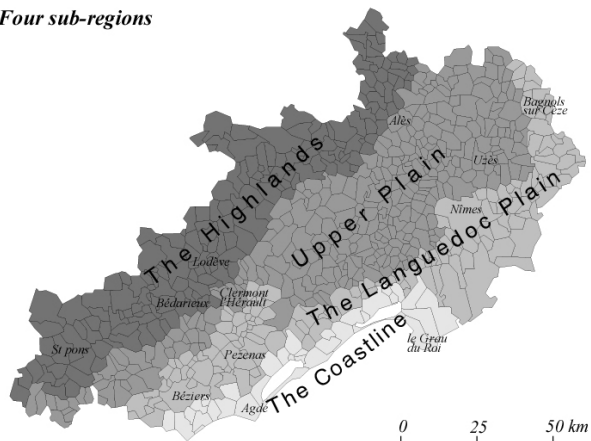 Four sub-regions
Bagnols
sur Cèze
Alès
Uzès
The Highlands
Upper Plain
Nîmes
The Languedoc Plain
Lodève
Bédarieux
Clermont
l'Hérault
le Grau
du Roi
St pons
Pezenas
The Coastline
Béziers
Agde
0 25 50 km